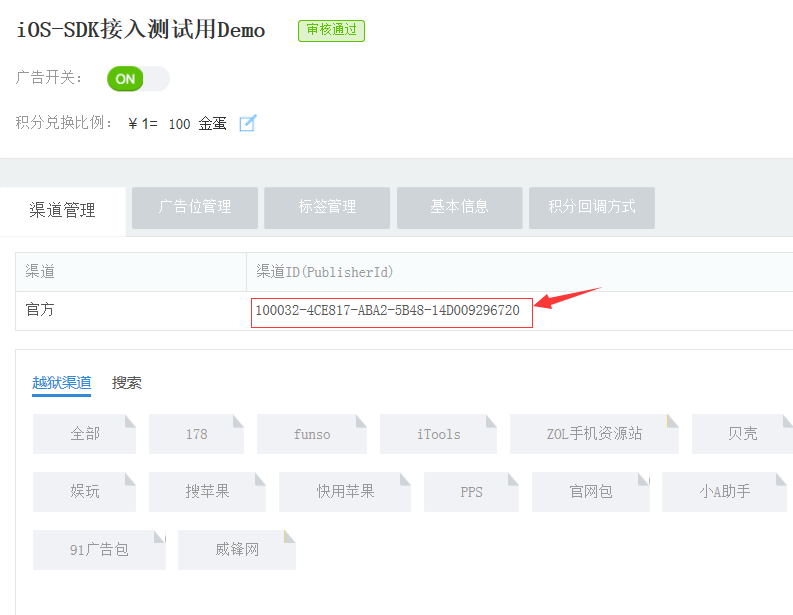 iOS-SDK接入测试用Demo 审核通过
广告开关: ON
积分兑换比例: ¥ 1= 100 金蛋
渠道管理 广告位管理 标签管理 基本信息 积分回调方式
渠道 渠道ID(PublisherId)
官方 100032-4CE817-ABA2-5B48-14D009296720
越狱渠道 搜索
全部 178 funso iTools ZOL手机资源站 贝壳
娱玩 搜苹果 快用苹果 PPS 官网包 小A助手
91广告包 威锋网